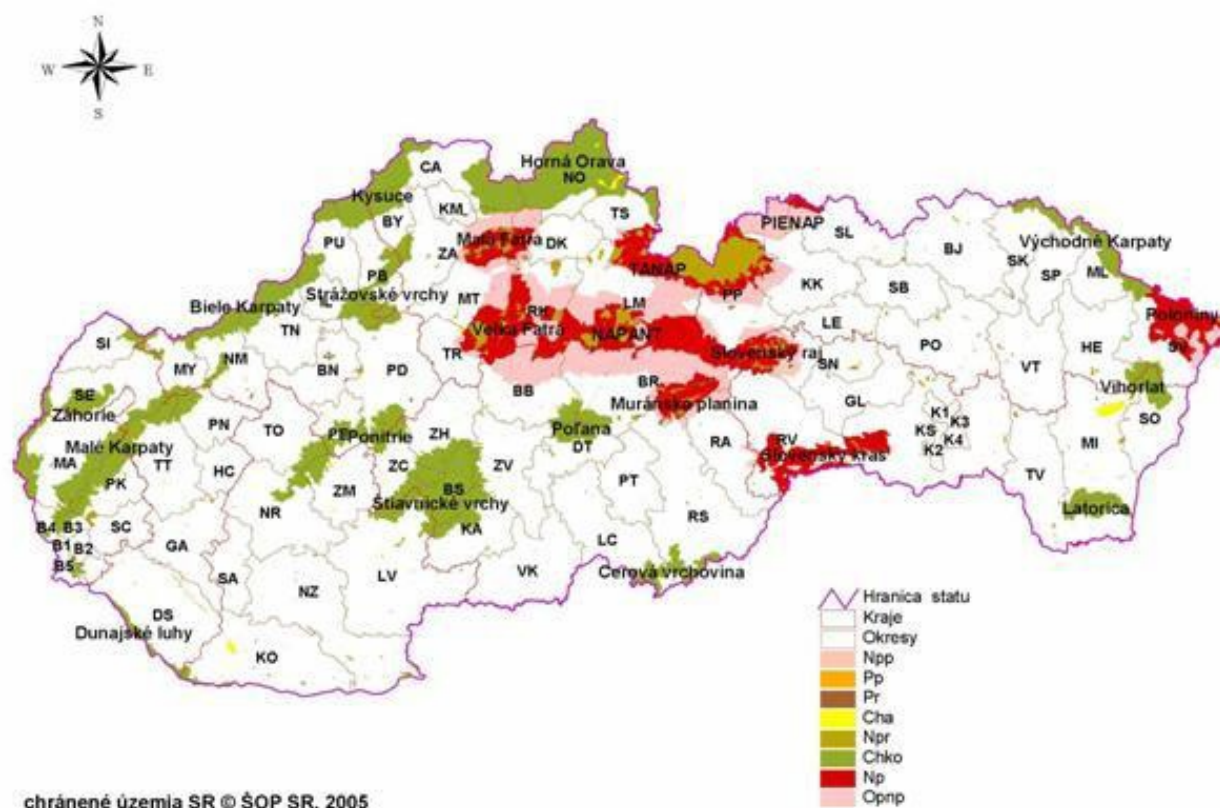 N
W E
S
CA
Horná Orava
NO
Kysuce
BY
KM
TS
PIENAP
SL
BJ
Východné Karpaty
PU
ZA
Malá Fatra
DK
SK
SP
ML
PB
TANAP
PP
KK
SB
Biele Karpaty
IL
Strážovské vrchy
MT
RK
LM
Poloniny
SV
SI
TN
Veľká Fatra
NAPANT
LE
PO
HE
MY
NM
BN
PD
TR
Slovenský raj
SN
VT
SE
BB
BR
Vihorlat
Záhorie
PN
TO
Muránska planina
GL
K1
K3
SO
Malé Karpaty
PE
Ponitrie
ZH
Poľana
DT
RA
RV
KS
K4
K2
MI
MA
TT
HC
ZC
ZV
Slovenský kras
PK
ZM
BS
PT
TV
Štiavnické vrchy
NR
RS
Latorica
B4
B3
SC
KA
B1
B2
GA
LC
B5
SA
LV
VK
Cerová vrchovina
NZ
DS
Dunajské luhy
KO
Hranica statu
Kraje
Okresy
Npp
Pp
Pr
Cha
Npr
Chko
Np
Opnp
chránené územia SR © ŠOP SR, 2005